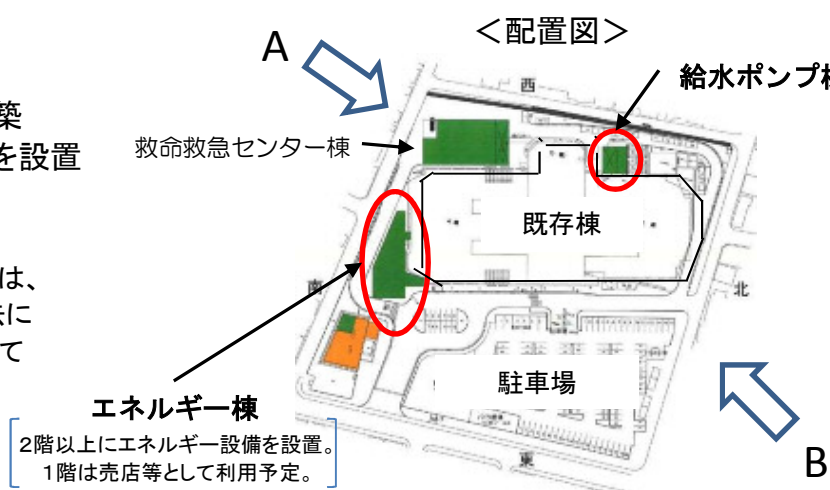 ＜配置図＞
A
西
給水ポンプ
築
を設置
救命救急センター棟
既存棟
は、
南
北
に
て
駐車場
エネルギー棟
2階以上にエネルギー設備を設置。
1階は売店等として利用予定。
東
B